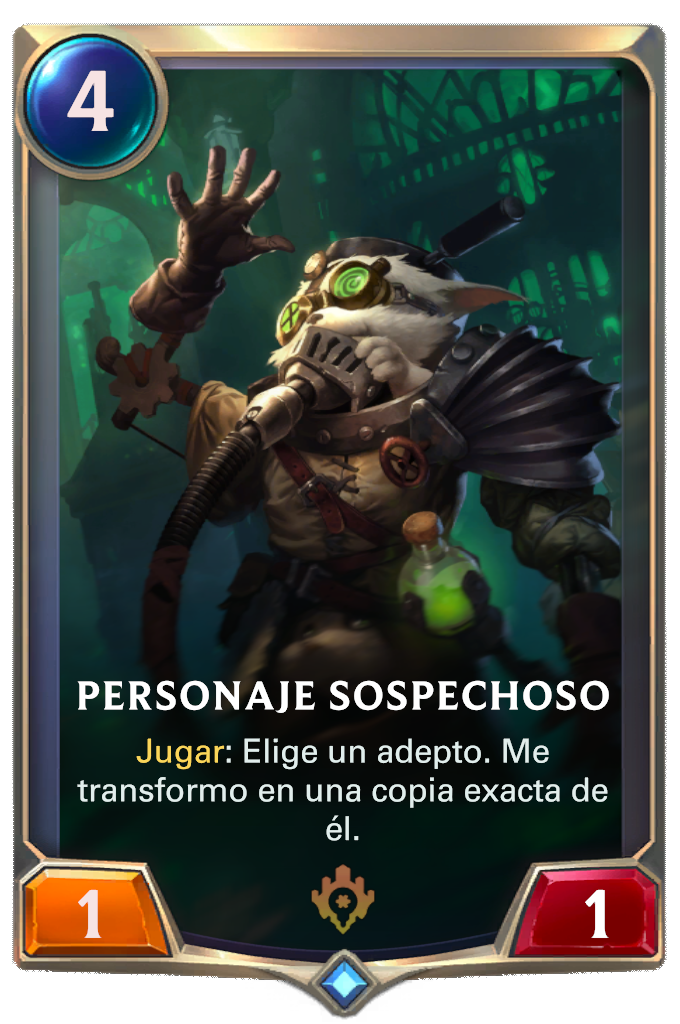 4
PERSONAJE SOSPECHOSO
Jugar: Elige un adepto. Me
transformo en una copia exacta de
él.
1
1